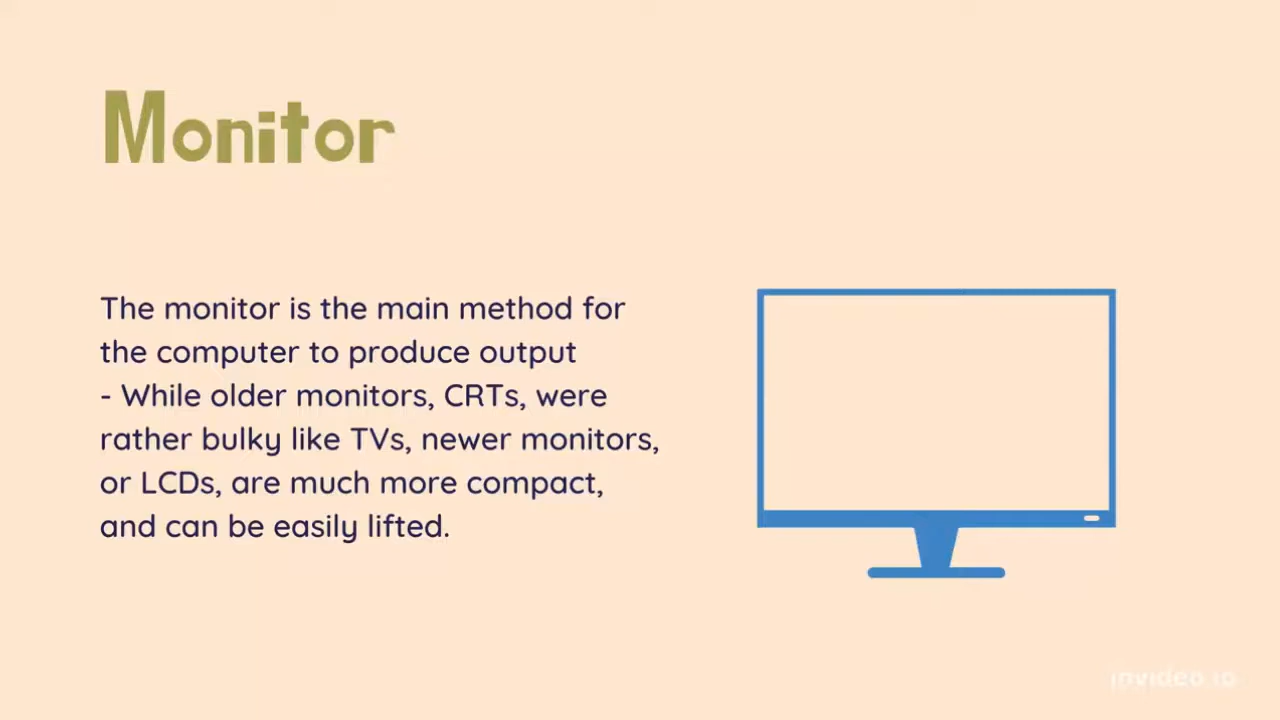 Monitor
The monitor is the main method for
the computer to produce output
- While older monitors, CRTs, were
rather bulky like TVs, newer monitors,
or LCDs, are much more compact,
and can be easily lifted.
invideo.io